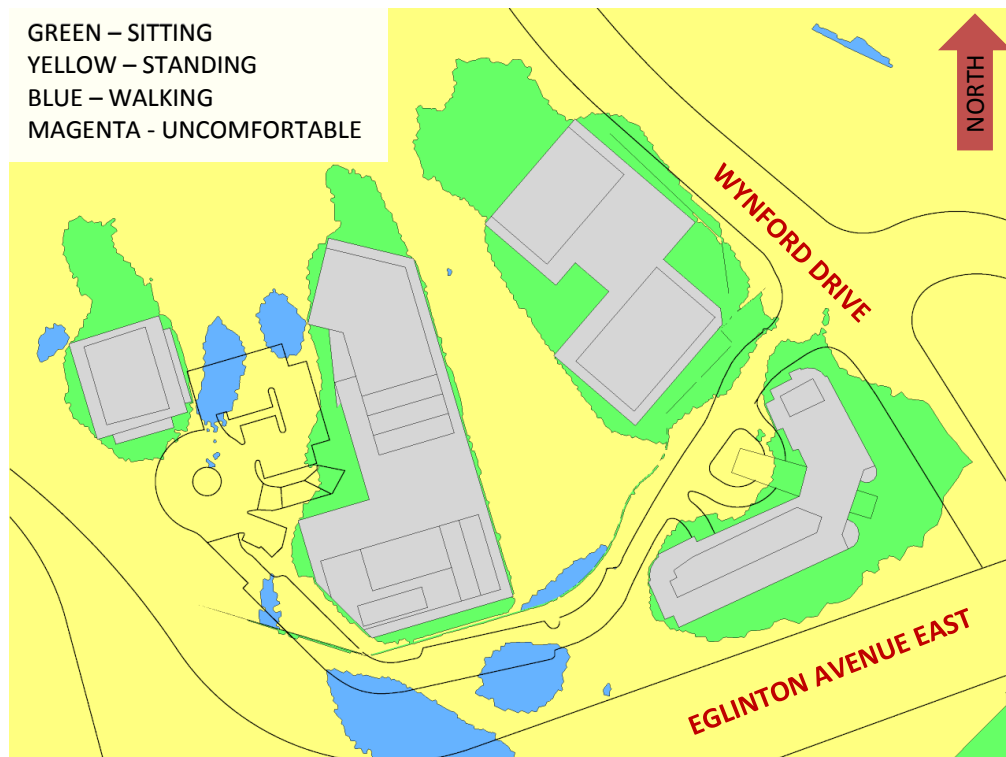 GREEN – SITTING
YELLOW – STANDING
BLUE – WALKING
MAGENTA - UNCOMFORTABLE
NORTH
WYNFORD DRIVE
EGLINTON AVENUE EAST